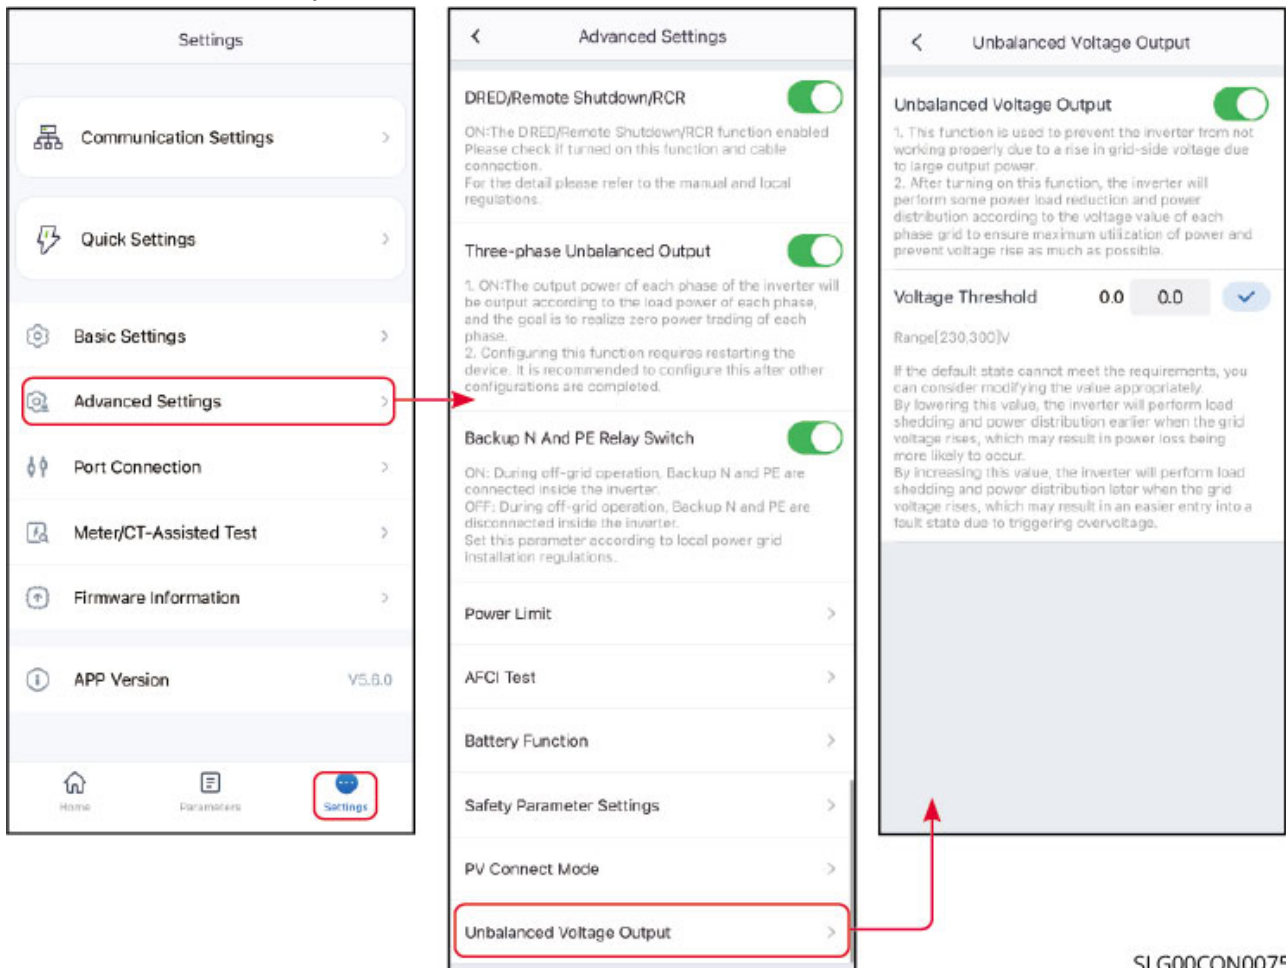 Settings
Communication Settings
Quick Settings
Basic Settings
Advanced Settings
Port Connection
Meter/CT-Assisted Test
Firmware Information
APP Version V5.6.0
Home Parameters Settings
Advanced Settings
DRED/Remote Shutdown/RCR
ON:The DRED/Remote Shutdown/RCR function enabled
Please check if turned on this function and cable
connection.
For the detail please refer to the manual and local
regulations.
Three-phase Unbalanced Output
1. ON:The output power of each phase of the inverter will
be output according to the load power of each phase,
and the goal is to realize zero power trading of each
phase.
2. Configuring this function requires restarting the
device. It is recommended to configure this after other
configurations are completed.
Backup N And PE Relay Switch
ON: During off-grid operation, Backup N and PE are
connected inside the inverter.
OFF: During off-grid operation, Backup N and PE are
disconnected inside the inverter.
Set this parameter according to local power grid
installation regulations.
Power Limit
AFCI Test
Battery Function
Safety Parameter Settings
PV Connect Mode
Unbalanced Voltage Output
Unbalanced Voltage Output
Unbalanced Voltage Output
1. This function is used to prevent the inverter from not
working properly due to a rise in grid-side voltage due
to large output power.
2. After turning on this function, the inverter will
perform some power load reduction and power
distribution according to the voltage value of each
phase grid to ensure maximum utilization of power and
prevent voltage rise as much as possible.
Voltage Threshold 0.0 0.0
Range[230,300]V
If the default state cannot meet the requirements, you
can consider modifying the value appropriately.
By lowering this value, the inverter will perform load
shedding and power distribution earlier when the grid
voltage rises, which may result in power loss being
more likely to occur.
By increasing this value, the inverter will perform load
shedding and power distribution later when the grid
voltage rises, which may result in an easier entry into a
fault state due to triggering overvoltage.
SLG00CON0075